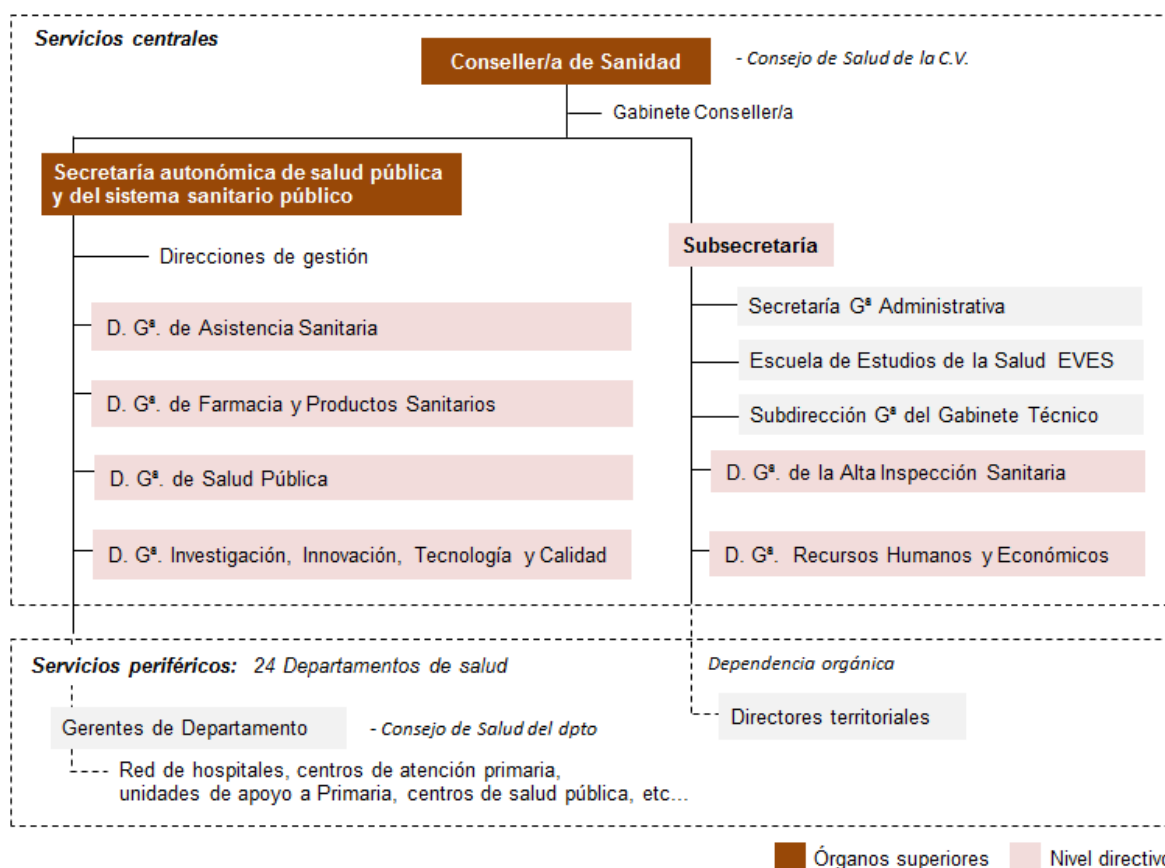 Servicios centrales
Conseller/a de Sanidad
- Consejo de Salud de la C.V.
Gabinete Conseller/a
Secretaría autonómica de salud pública
y del sistema sanitario público
Direcciones de gestión
D. Gª. de Asistencia Sanitaria
D. Gª. de Farmacia y Productos Sanitarios
D. Gª. de Salud Pública
D. Gª. Investigación, Innovación, Tecnología y Calidad
Subsecretaría
Secretaría Gª Administrativa
Escuela de Estudios de la Salud EVES
Subdirección Gª del Gabinete Técnico
D. Gª. de la Alta Inspección Sanitaria
D. Gª. Recursos Humanos y Económicos
Servicios periféricos: 24 Departamentos de salud
Gerentes de Departamento
- Consejo de Salud del dpto
Red de hospitales, centros de atención primaria,
unidades de apoyo a Primaria, centros de salud pública, etc...
Dependencia orgánica
Directores territoriales
Órganos superiores
Nivel directivo